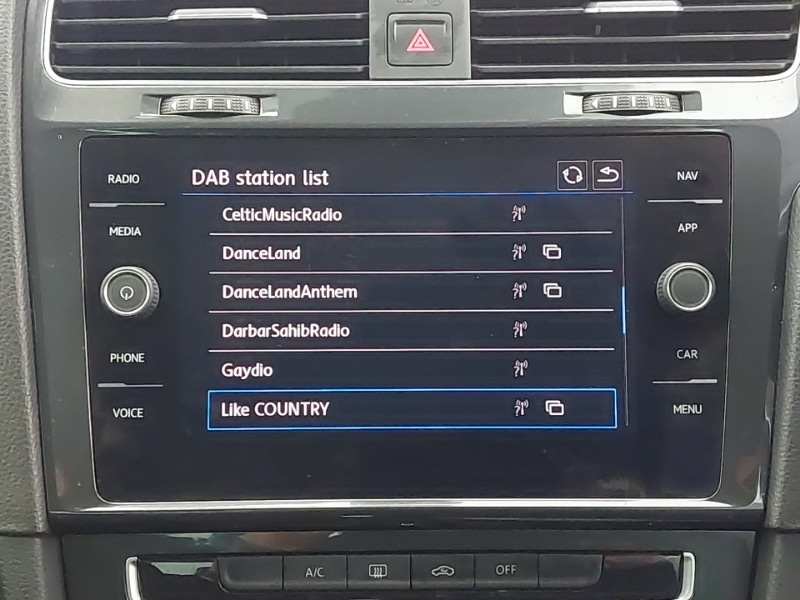 RADIO
DAB station list
NAV
CelticMusicRadio
MEDIA
APP
DanceLand
DanceLandAnthem
DarbarSahibRadio
PHONE
CAR
Gaydio
VOICE
Like COUNTRY
MENU
A/C
OFF